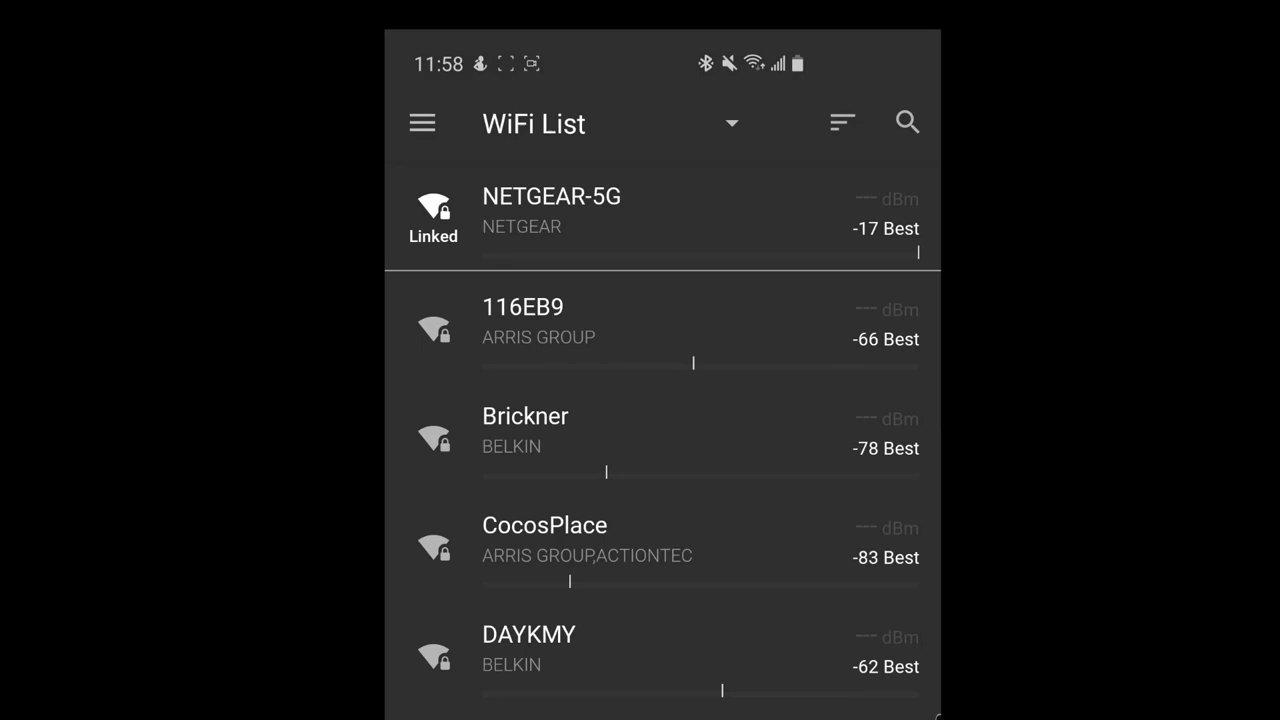 11:58
WiFi List
NETGEAR-5G
--- dBm
NETGEAR
-17 Best
Linked
116EB9
--- dBm
ARRIS GROUP
-66 Best
Brickner
--- dBm
BELKIN
-78 Best
CocosPlace
--- dBm
ARRIS GROUP,ACTIONTEC
-83 Best
DAYKMY
--- dBm
BELKIN
-62 Best